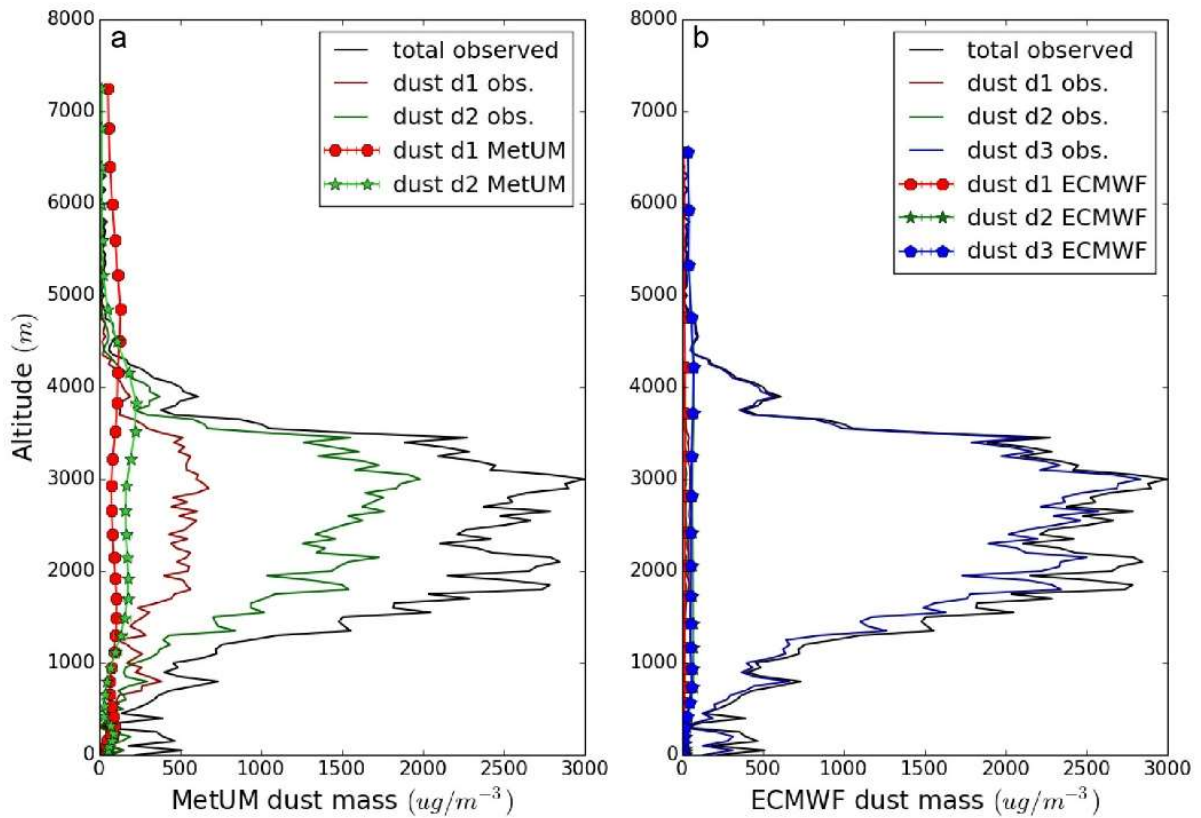 a
total observed
dust d1 obs.
dust d2 obs.
dust d1 MetUM
dust d2 MetUM
8000
7000
6000
5000
4000
3000
2000
1000
0
Altitude (m)
0 500 1000 1500 2000 2500 3000
MetUM dust mass (ug/m⁻³)
b
total observed
dust d1 obs.
dust d2 obs.
dust d3 obs.
dust d1 ECMWF
dust d2 ECMWF
dust d3 ECMWF
8000
7000
6000
5000
4000
3000
2000
1000
0
0 500 1000 1500 2000 2500 3000
ECMWF dust mass (ug/m⁻³)